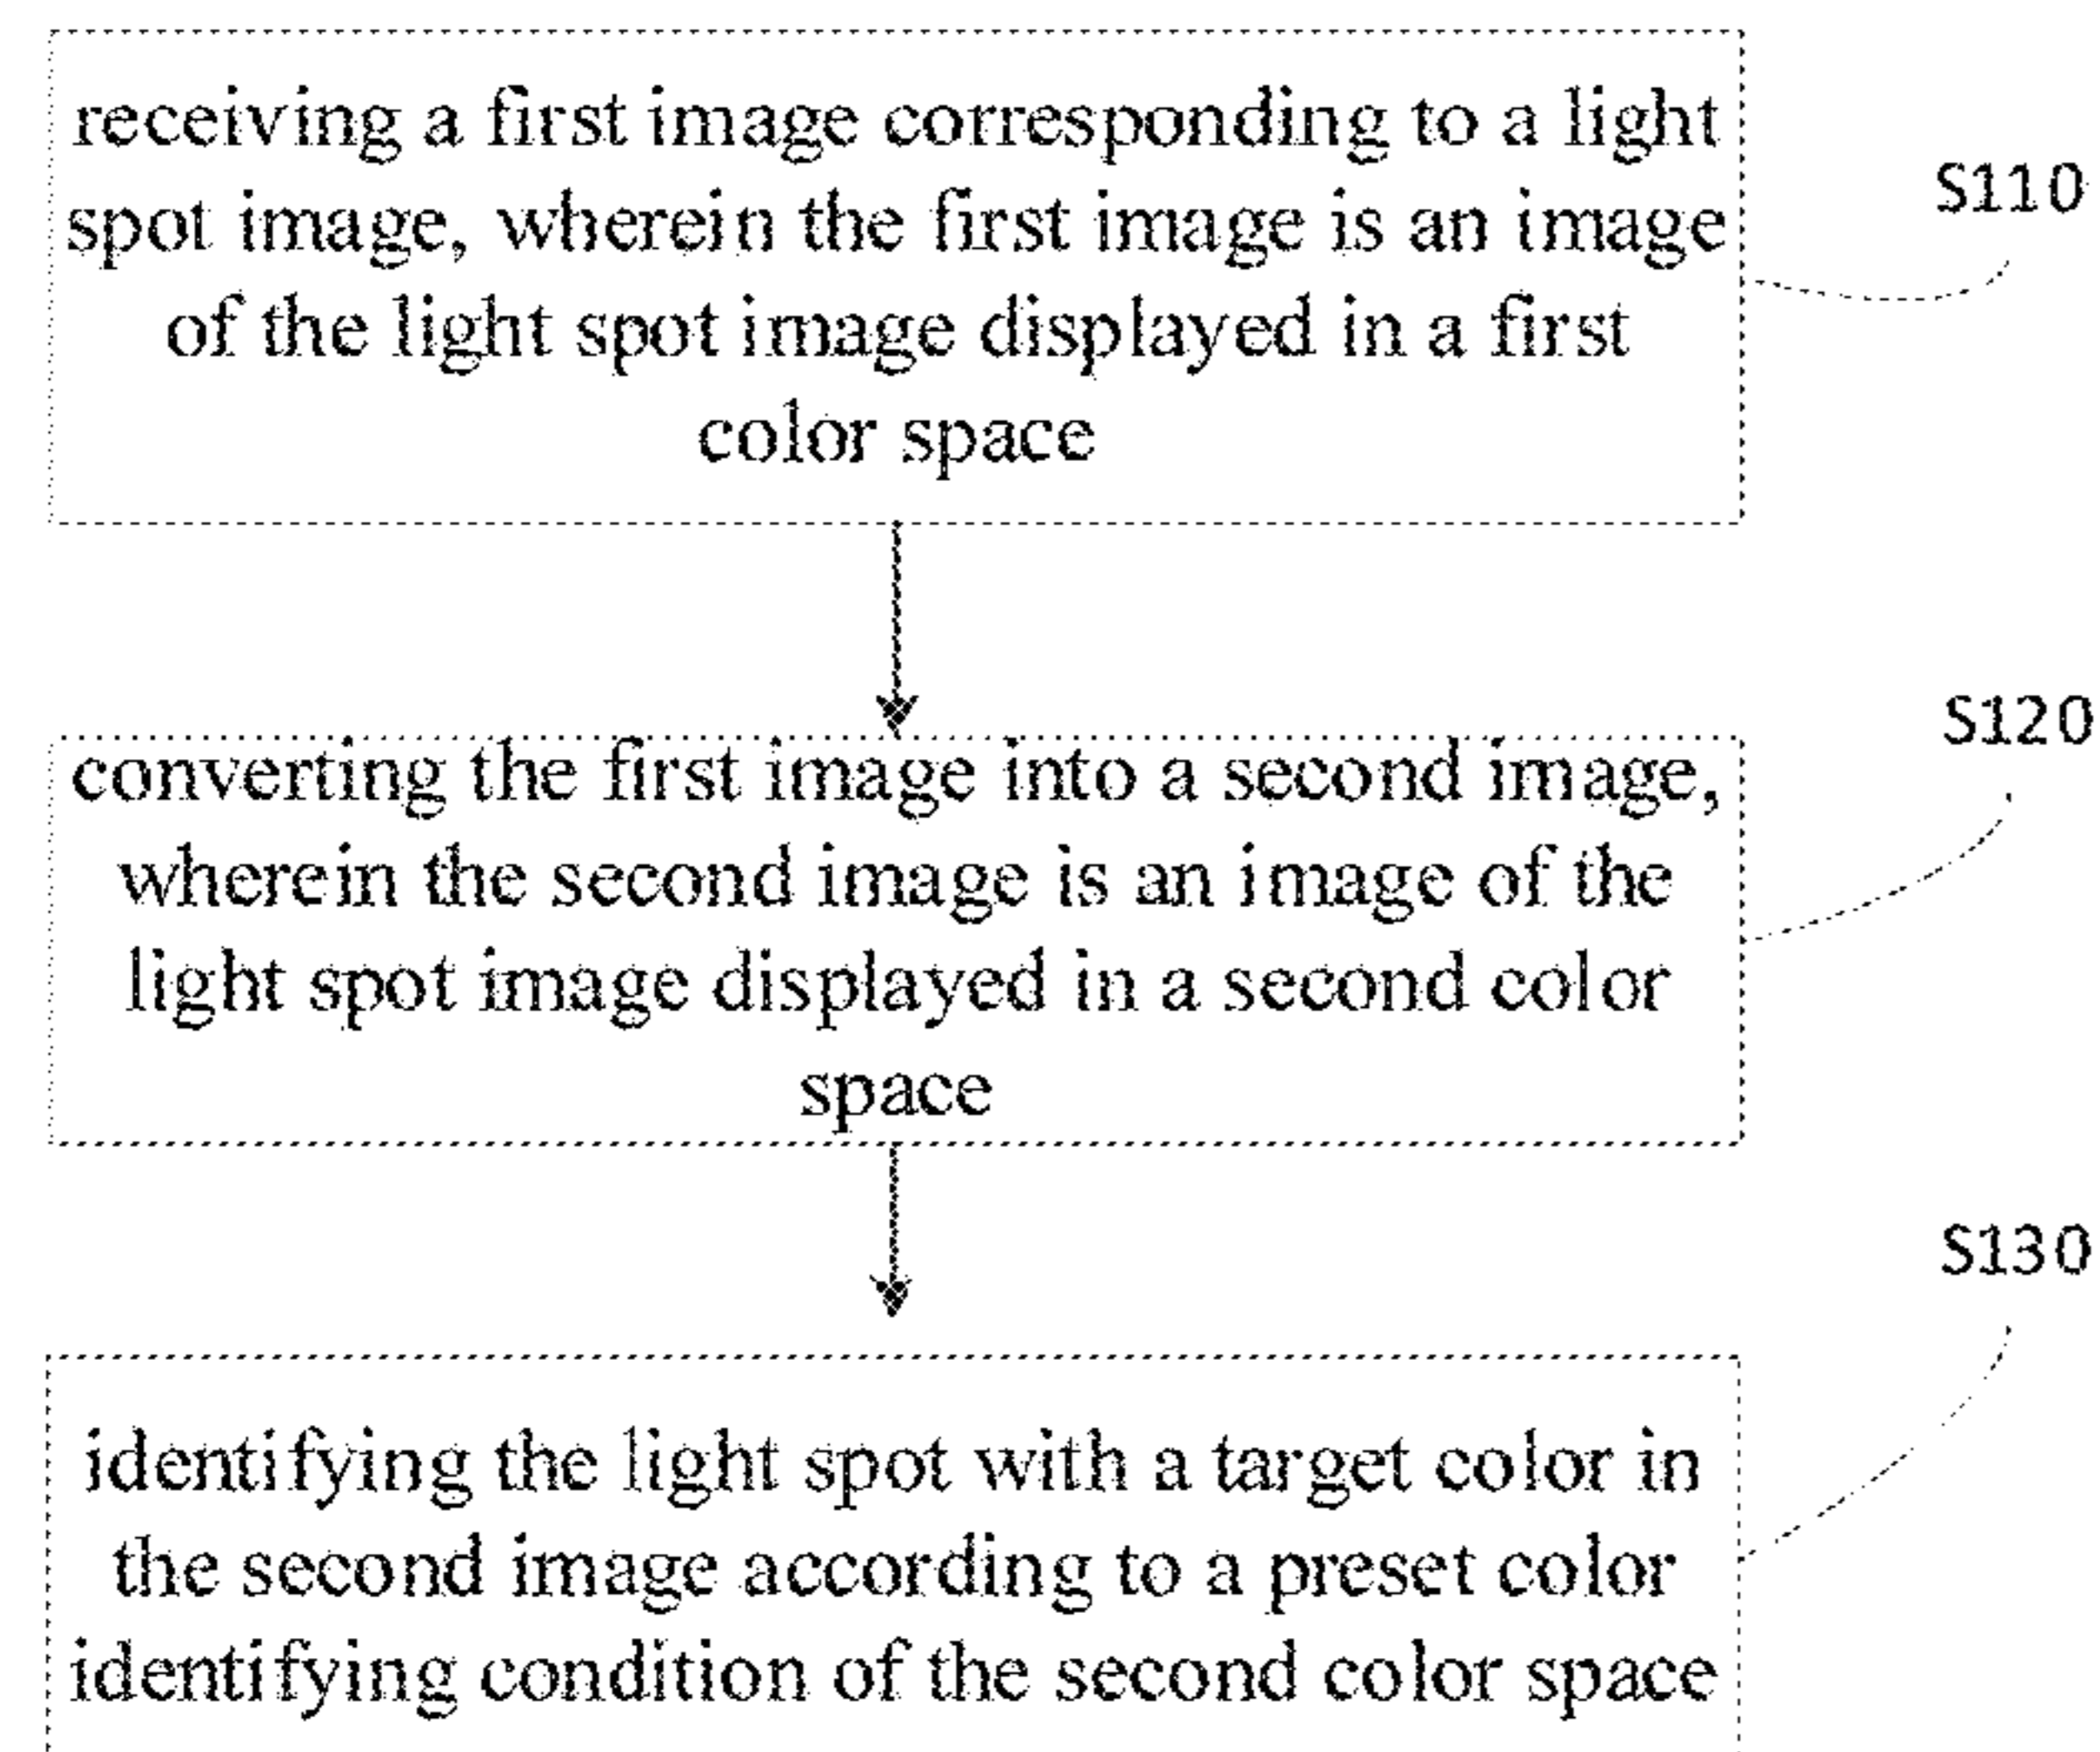 receiving a first image corresponding to a light
spot image, wherein the first image is an image
of the light spot image displayed in a first
color space
S110
converting the first image into a second image,
wherein the second image is an image of the
light spot image displayed in a second color
space
S120
identifying the light spot with a target color in
the second image according to a preset color
identifying condition of the second color space
S130